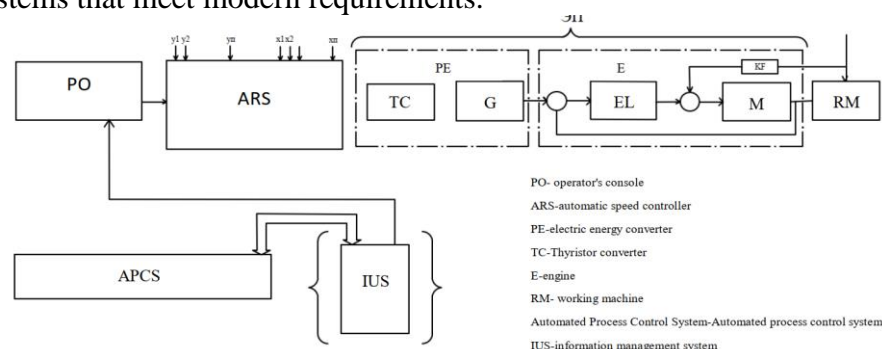 stems that meet modern requirements.
y1 y2 yn x1 x2 xn
PO
ARS
PE
E
TC
G
EL
KF
M
RM
APCS
IUS
PO- operator's console
ARS-automatic speed controller
PE-electric energy converter
TC-Thyristor converter
E-engine
RM- working machine
Automated Process Control System-Automated process control system
IUS-information management system